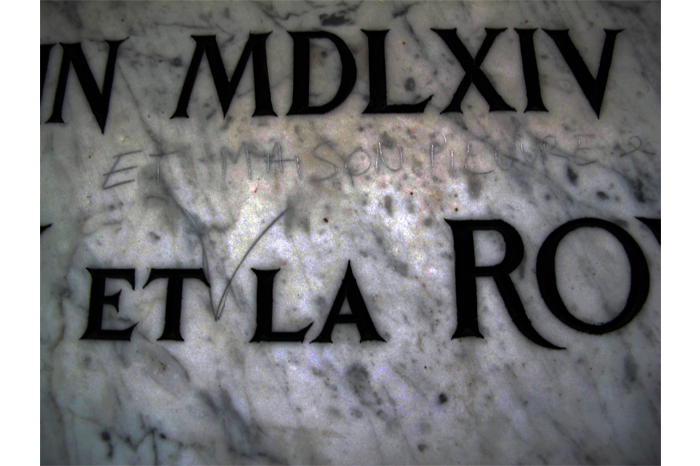 MDLXIV
ET MAISON
ET LA RO